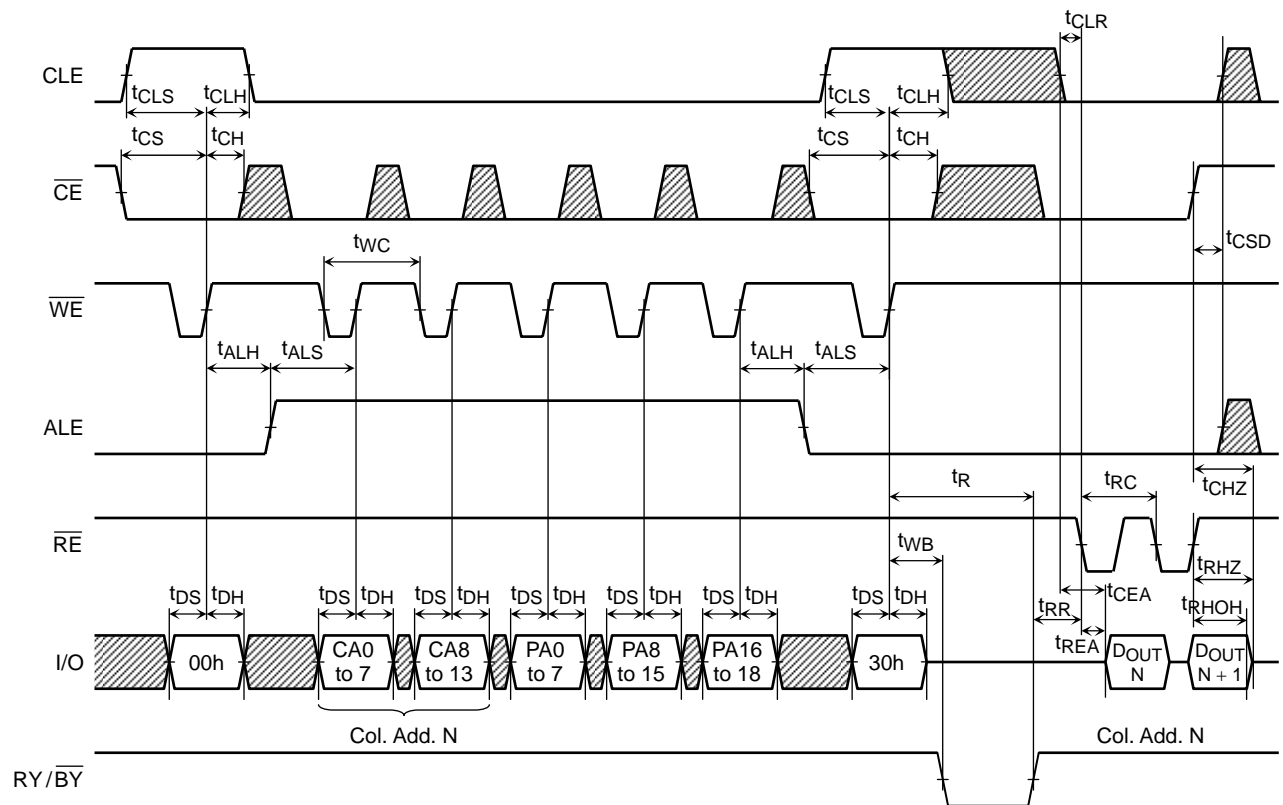 tCLR
CLE
tCLS tCLH tCLS tCLH
tCS tCH tCS tCH
CE
tWC tCSD
WE
tALH tALS tALH tALS
ALE
tR tRC tCHZ
RE
tWB
tDS tDH tDS tDH tDS tDH tDS tDH tDS tDH tDS tDH tDS tDH tRHZ
tCEA
tRR tRHOH
tREA
I/O 00h CA0 to 7 CA8 to 13 PA0 to 7 PA8 to 15 PA16 to 18 30h DOUT N DOUT N + 1
Col. Add. N Col. Add. N
RY/BY